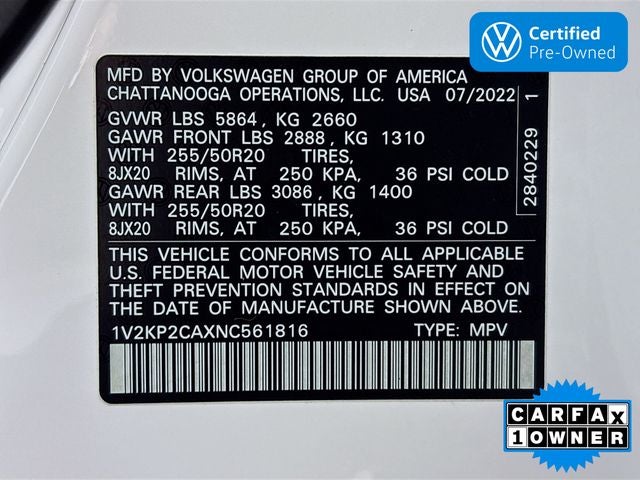 Certified
Pre-Owned
MFD BY VOLKSWAGEN GROUP OF AMERICA
CHATTANOOGA OPERATIONS, LLC. USA 07/2022
GVWR LBS 5864, KG 2660
GAWR FRONT LBS 2888, KG 1310
WITH 255/50R20 TIRES,
8JX20 RIMS, AT 250 KPA, 36 PSI COLD
GAWR REAR LBS 3086, KG 1400
WITH 255/50R20 TIRES,
8JX20 RIMS, AT 250 KPA, 36 PSI COLD
2840229 1
THIS VEHICLE CONFORMS TO ALL APPLICABLE
U.S. FEDERAL MOTOR VEHICLE SAFETY AND
THEFT PREVENTION STANDARDS IN EFFECT ON
THE DATE OF MANUFACTURE SHOWN ABOVE.
1V2KP2CAXNC561816 TYPE: MPV
CARFAX
1 OWNER